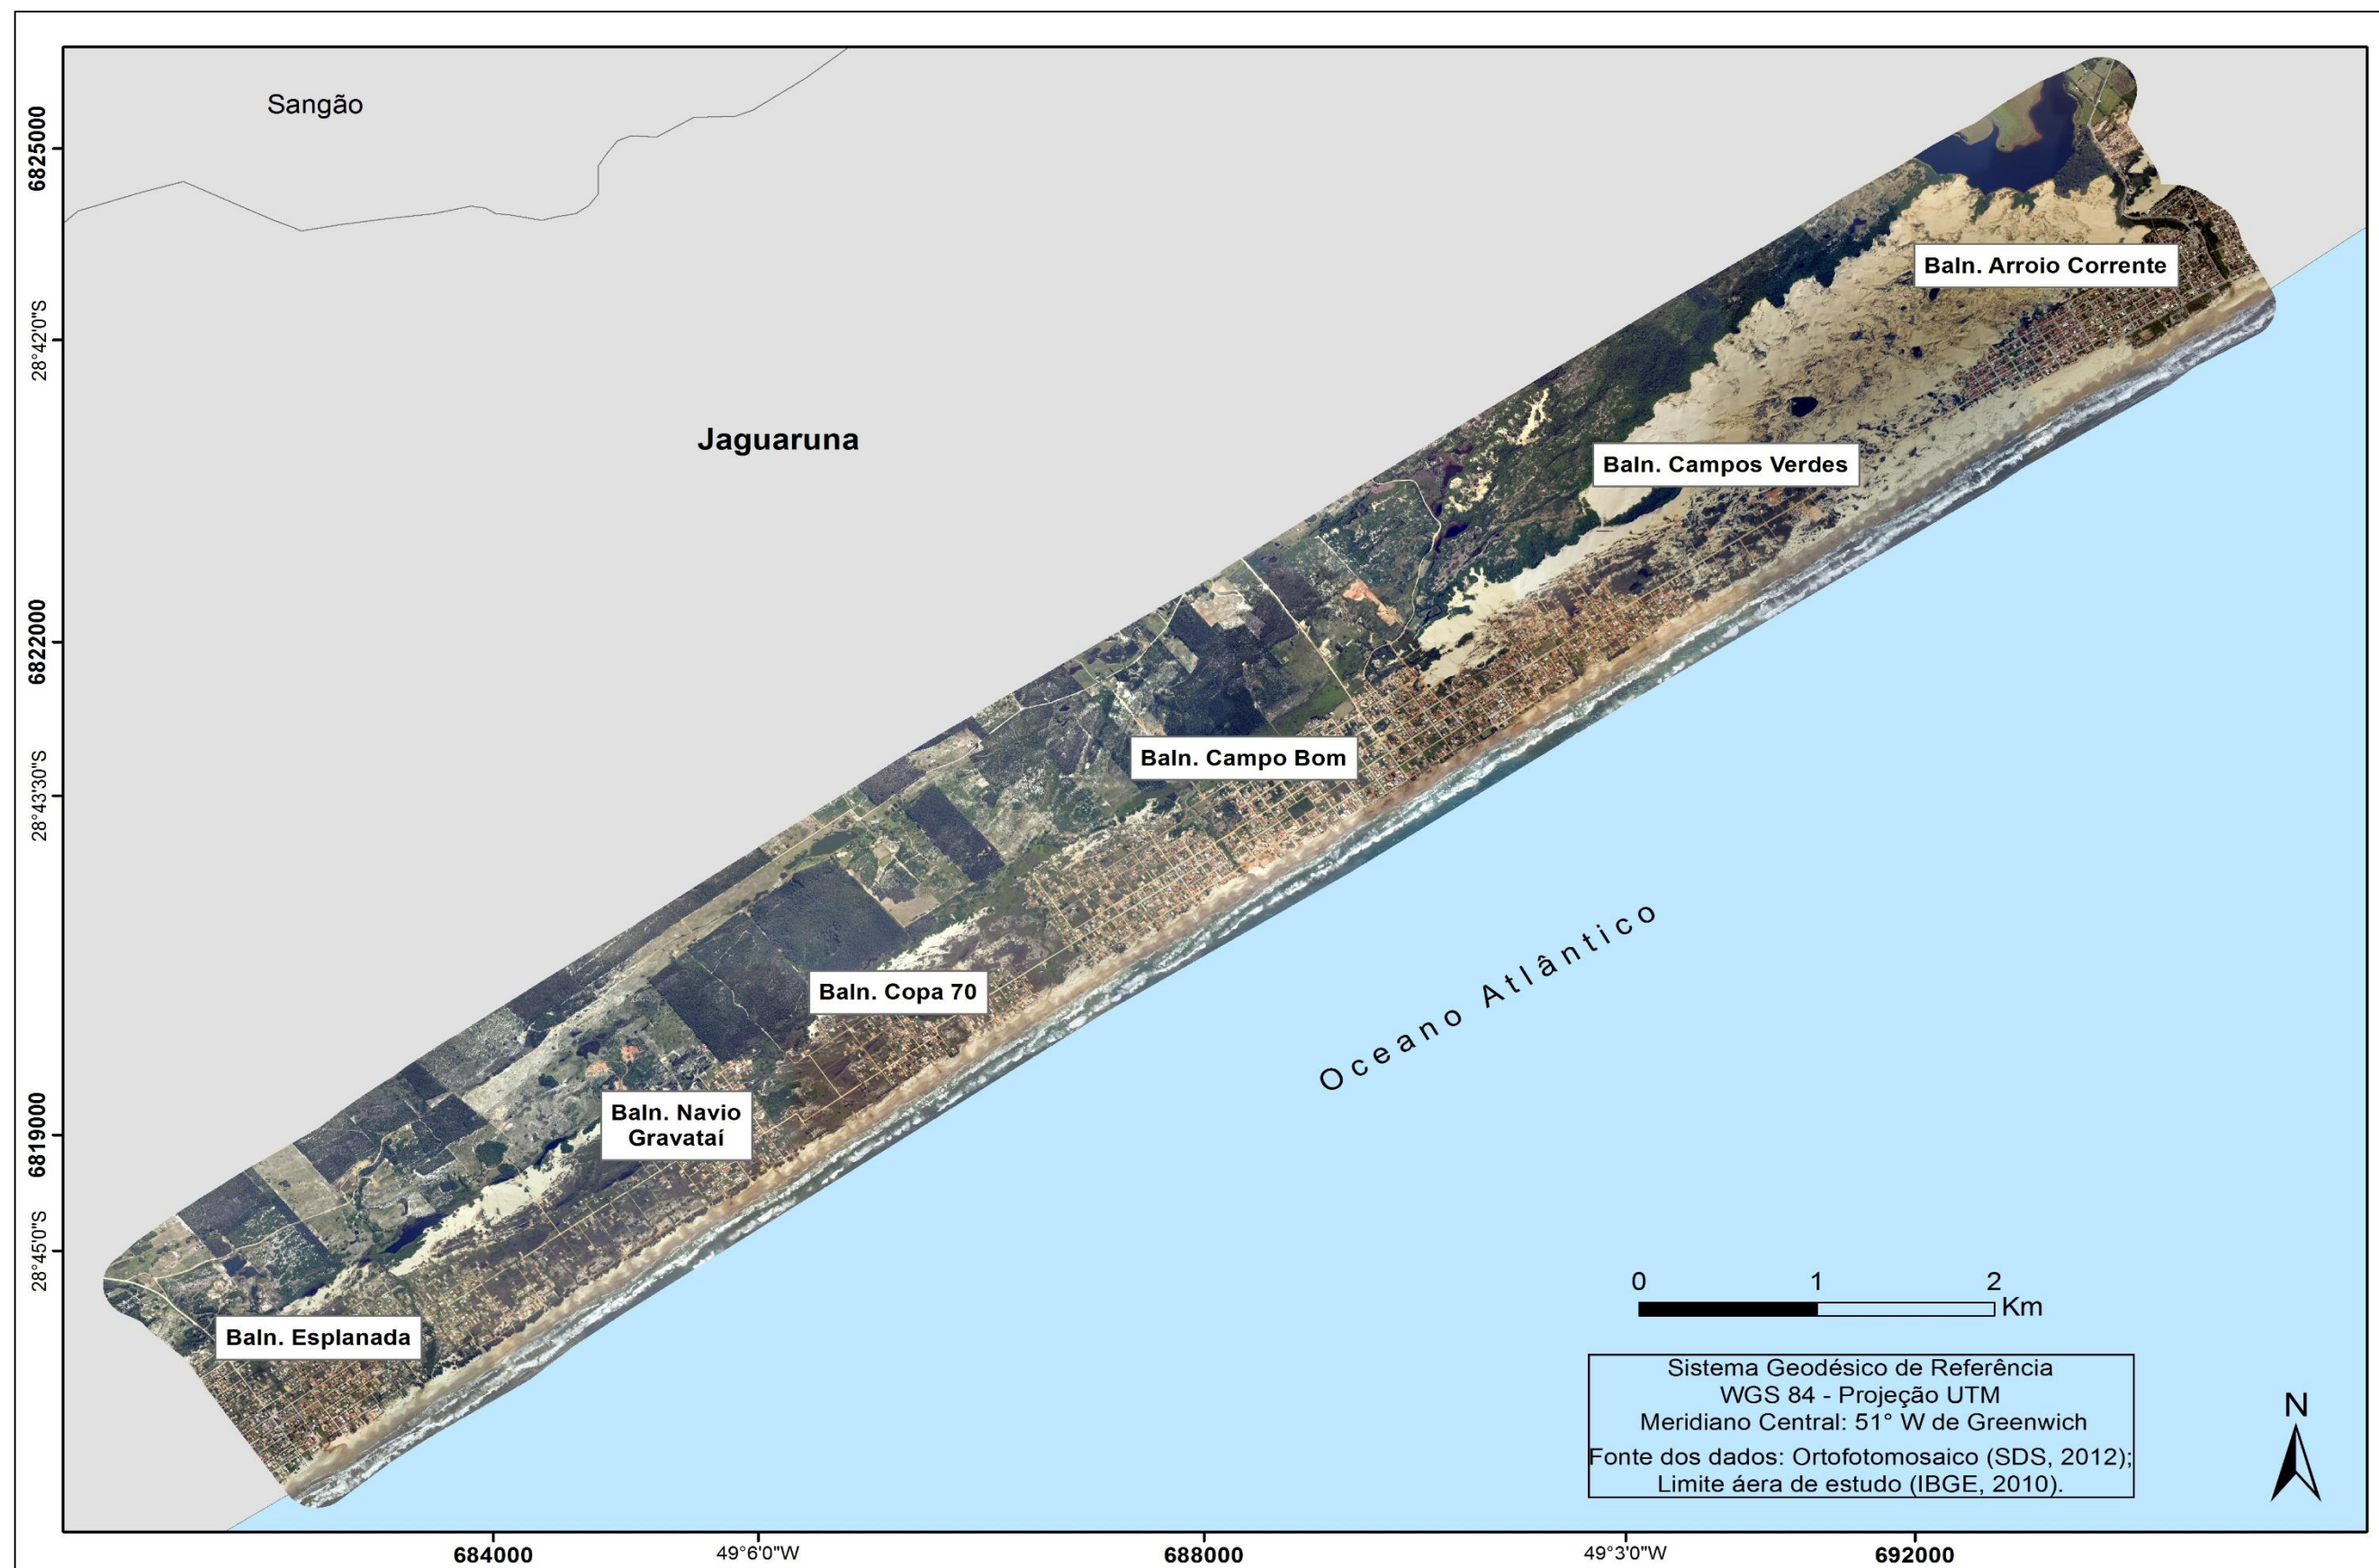 Sangão
6825000
Baln. Arroio Corrente
28°42'0"S
Jaguaruna
Baln. Campos Verdes
6822000
Baln. Campo Bom
28°43'30"S
Oceano Atlântico
Baln. Copa 70
6819000
Baln. Navio
Gravataí
28°45'0"S
Baln. Esplanada
0 1 2
Km
Sistema Geodésico de Referência
WGS 84 - Projeção UTM
Meridiano Central: 51° W de Greenwich
Fonte dos dados: Ortofotomosaico (SDS, 2012);
Limite áera de estudo (IBGE, 2010).
N
684000 49°6'0"W 688000 49°3'0"W 692000